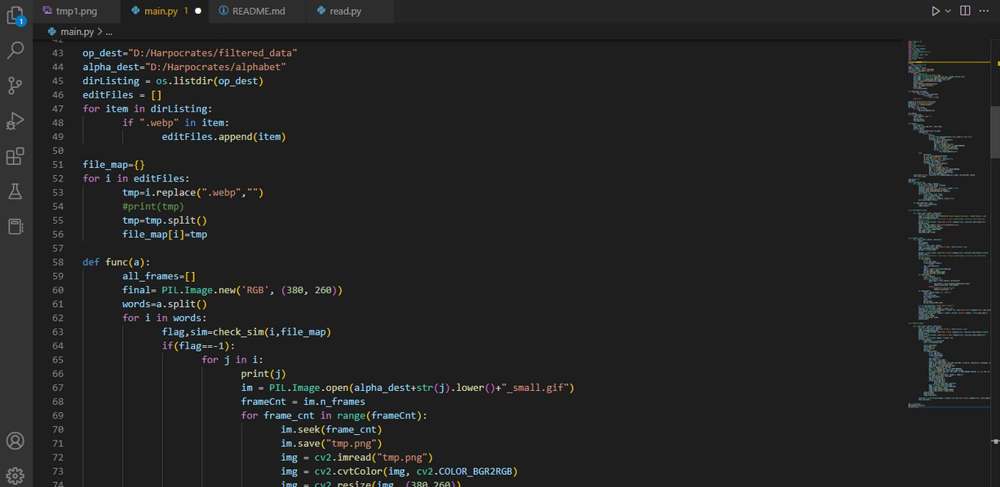 tmp1.png main.py 1 README.md read.py
main.py > ...
1
42
43 op_dest="D:/Harpocrates/filtered_data"
44 alpha_dest="D:/Harpocrates/alphabet"
45 dirListing = os.listdir(op_dest)
46 editFiles = []
47 for item in dirListing:
48 if ".webp" in item:
49 editFiles.append(item)
50
51 file_map={}
52 for i in editFiles:
53 tmp=i.replace(".webp","")
54 #print(tmp)
55 tmp=tmp.split()
56 file_map[i]=tmp
57
58 def func(a):
59 all_frames=[]
60 final= PIL.Image.new('RGB', (380, 260))
61 words=a.split()
62 for i in words:
63 flag,sim=check_sim(i,file_map)
64 if(flag==-1):
65 for j in i:
66 print(j)
67 im = PIL.Image.open(alpha_dest+str(j).lower()+"_small.gif")
68 frameCnt = im.n_frames
69 for frame_cnt in range(frameCnt):
70 im.seek(frame_cnt)
71 im.save("tmp.png")
72 img = cv2.imread("tmp.png")
73 img = cv2.cvtColor(img, cv2.COLOR_BGR2RGB)
74 img = cv2.resize(img, (380,260))